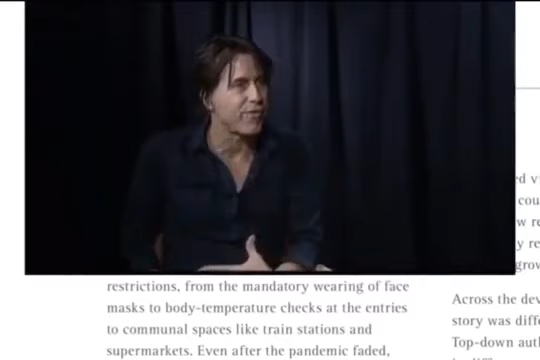 restrictions, from the mandatory wearing of face
masks to body-temperature checks at the entries
to communal spaces like train stations and
supermarkets. Even after the pandemic faded,
Across the dev
story was diffe
Top-down auth